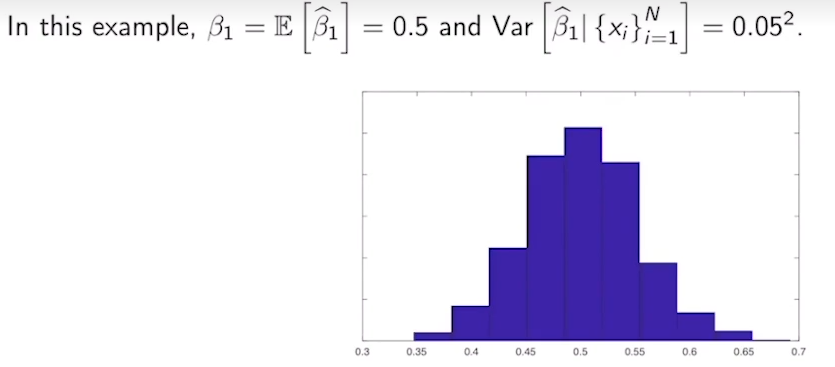 In this example, β₁ = 𝔼[β̂₁] = 0.5 and Var[β̂₁| {xᵢ}ᵢ₌₁ᴺ] = 0.05².
0.3 0.35 0.4 0.45 0.5 0.55 0.6 0.65 0.7